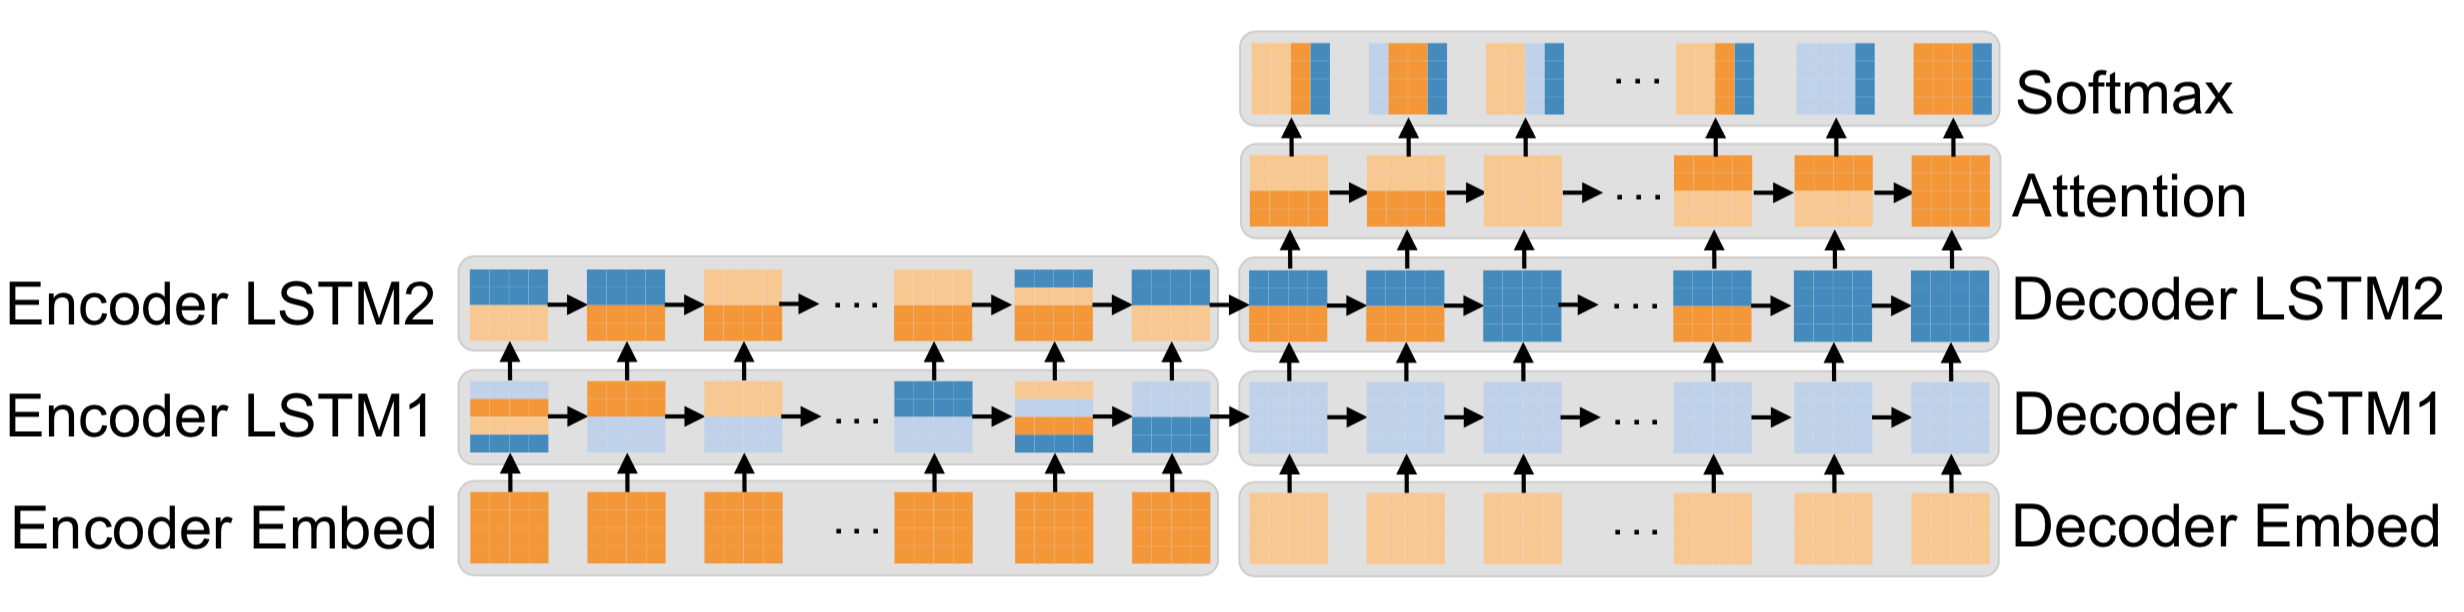 Softmax
Attention
Encoder LSTM2
Decoder LSTM2
Encoder LSTM1
Decoder LSTM1
Encoder Embed
Decoder Embed